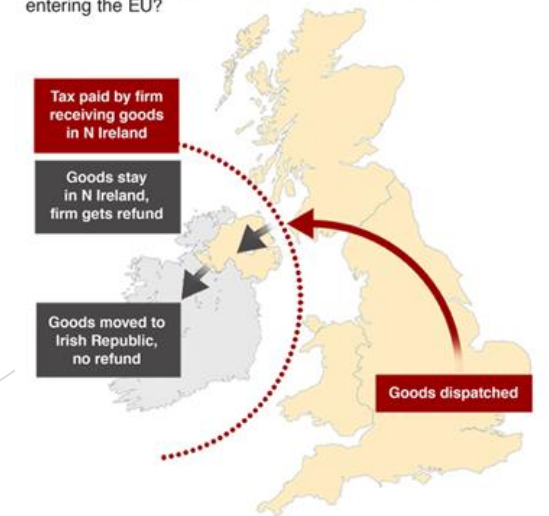 entering the EU?
Tax paid by firm
receiving goods
in N Ireland
Goods stay
in N Ireland,
firm gets refund
Goods moved to
Irish Republic,
no refund
Goods dispatched